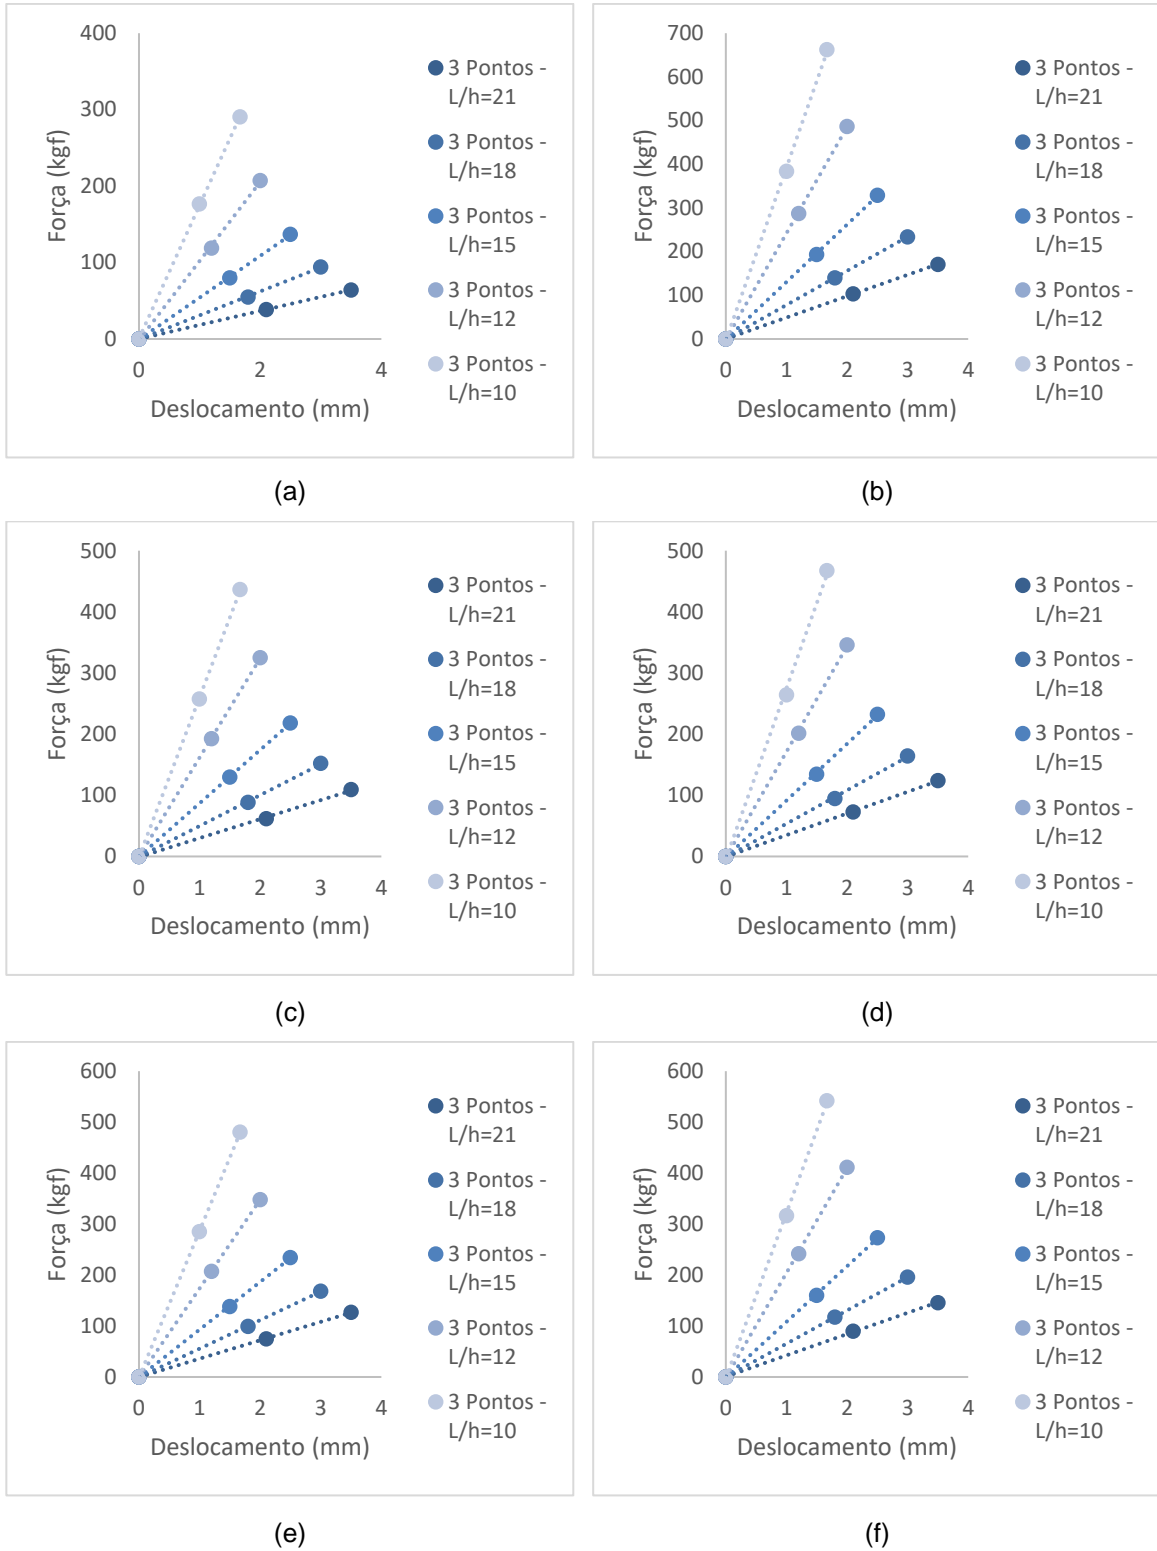 400
300
200
100
0
0 2 4
Força (kgf)
Deslocamento (mm)
3 Pontos -
L/h=21
3 Pontos -
L/h=18
3 Pontos -
L/h=15
3 Pontos -
L/h=12
3 Pontos -
L/h=10
(a)
700
600
500
400
300
200
100
0
0 1 2 3 4
Força (kgf)
Deslocamento (mm)
3 Pontos -
L/h=21
3 Pontos -
L/h=18
3 Pontos -
L/h=15
3 Pontos -
L/h=12
3 Pontos -
L/h=10
(b)
500
400
300
200
100
0
0 1 2 3 4
Força (kgf)
Deslocamento (mm)
3 Pontos -
L/h=21
3 Pontos -
L/h=18
3 Pontos -
L/h=15
3 Pontos -
L/h=12
3 Pontos -
L/h=10
(c)
500
400
300
200
100
0
0 1 2 3 4
Força (kgf)
Deslocamento (mm)
3 Pontos -
L/h=21
3 Pontos -
L/h=18
3 Pontos -
L/h=15
3 Pontos -
L/h=12
3 Pontos -
L/h=10
(d)
600
500
400
300
200
100
0
0 1 2 3 4
Força (kgf)
Deslocamento (mm)
3 Pontos -
L/h=21
3 Pontos -
L/h=18
3 Pontos -
L/h=15
3 Pontos -
L/h=12
3 Pontos -
L/h=10
(e)
600
500
400
300
200
100
0
0 1 2 3 4
Força (kgf)
Deslocamento (mm)
3 Pontos -
L/h=21
3 Pontos -
L/h=18
3 Pontos -
L/h=15
3 Pontos -
L/h=12
3 Pontos -
L/h=10
(f)